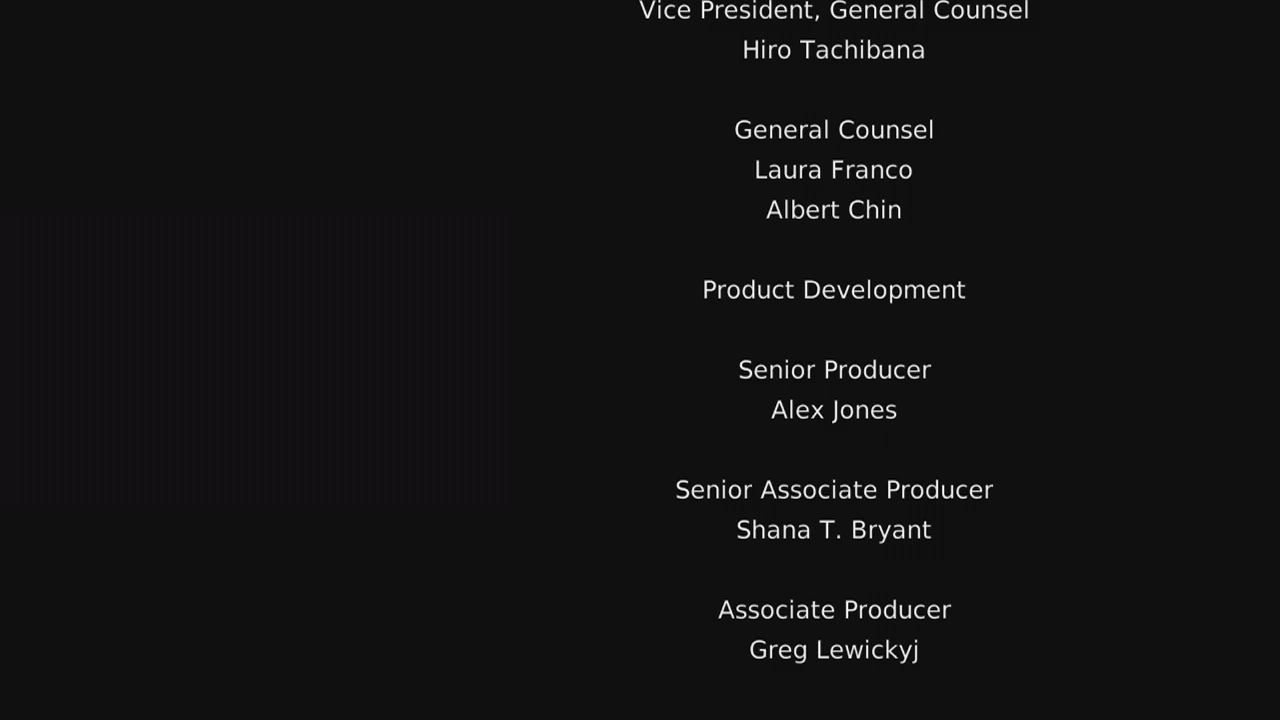 Vice President, General Counsel
Hiro Tachibana
General Counsel
Laura Franco
Albert Chin
Product Development
Senior Producer
Alex Jones
Senior Associate Producer
Shana T. Bryant
Associate Producer
Greg Lewickyj